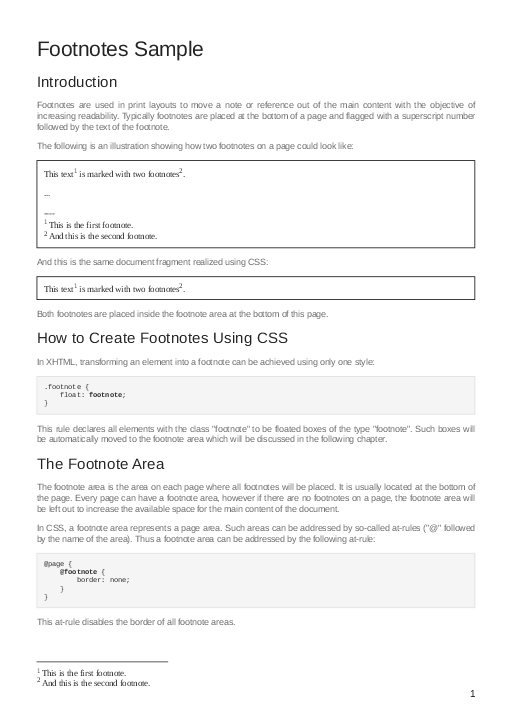 Footnotes Sample
Introduction
Footnotes are used in print layouts to move a note or reference out of the main content with the objective of
increasing readability. Typically footnotes are placed at the bottom of a page and flagged with a superscript number
followed by the text of the footnote.
The following is an illustration showing how two footnotes on a page could look like:
This text1 is marked with two footnotes2.
...
-----
1 This is the first footnote.
2 And this is the second footnote.
And this is the same document fragment realized using CSS:
This text1 is marked with two footnotes2.
Both footnotes are placed inside the footnote area at the bottom of this page.
How to Create Footnotes Using CSS
In XHTML, transforming an element into a footnote can be achieved using only one style:
.footnote {
    float: footnote;
}
This rule declares all elements with the class "footnote" to be floated boxes of the type "footnote". Such boxes will
be automatically moved to the footnote area which will be discussed in the following chapter.
The Footnote Area
The footnote area is the area on each page where all footnotes will be placed. It is usually located at the bottom of
the page. Every page can have a footnote area, however if there are no footnotes on a page, the footnote area will
be left out to increase the available space for the main content of the document.
In CSS, a footnote area represents a page area. Such areas can be addressed by so-called at-rules ("@" followed
by the name of the area). Thus a footnote area can be addressed by the following at-rule:
@page {
    @footnote {
        border: none;
    }
}
This at-rule disables the border of all footnote areas.
1 This is the first footnote.
2 And this is the second footnote.
1